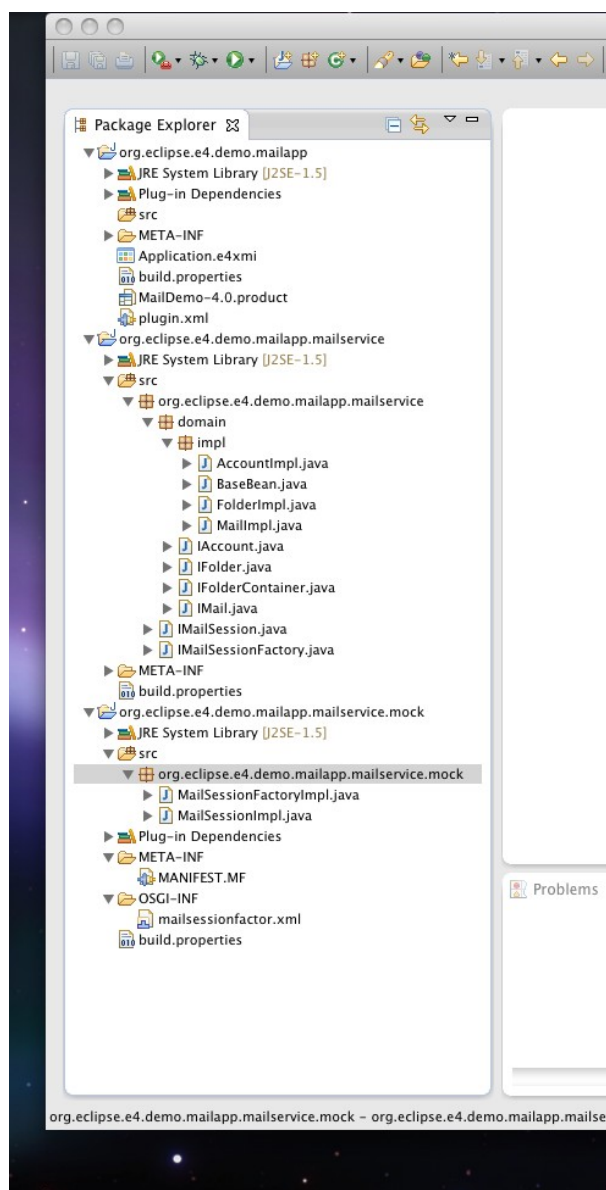 Package Explorer
org.eclipse.e4.demo.mailapp
JRE System Library [J2SE-1.5]
Plug-in Dependencies
src
META-INF
Application.e4xmi
build.properties
MailDemo-4.0.product
plugin.xml
org.eclipse.e4.demo.mailapp.mailservice
JRE System Library [J2SE-1.5]
src
org.eclipse.e4.demo.mailapp.mailservice
domain
impl
AccountImpl.java
BaseBean.java
FolderImpl.java
MailImpl.java
IAccount.java
IFolder.java
IFolderContainer.java
IMail.java
IMailSession.java
IMailSessionFactory.java
META-INF
build.properties
org.eclipse.e4.demo.mailapp.mailservice.mock
JRE System Library [J2SE-1.5]
src
org.eclipse.e4.demo.mailapp.mailservice.mock
MailSessionFactoryImpl.java
MailSessionImpl.java
Plug-in Dependencies
META-INF
MANIFEST.MF
OSGI-INF
mailsessionfactor.xml
build.properties
Problems
org.eclipse.e4.demo.mailapp.mailservice.mock - org.eclipse.e4.demo.mailapp.mailse